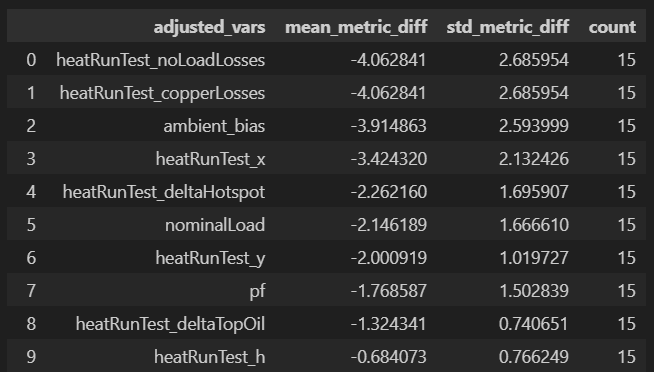 adjusted_vars mean_metric_diff std_metric_diff count
0 heatRunTest_noLoadLosses -4.062841 2.685954 15
1 heatRunTest_copperLosses -4.062841 2.685954 15
2 ambient_bias -3.914863 2.593999 15
3 heatRunTest_x -3.424320 2.132426 15
4 heatRunTest_deltaHotspot -2.262160 1.695907 15
5 nominalLoad -2.146189 1.666610 15
6 heatRunTest_y -2.000919 1.019727 15
7 pf -1.768587 1.502839 15
8 heatRunTest_deltaTopOil -1.324341 0.740651 15
9 heatRunTest_h -0.684073 0.766249 15